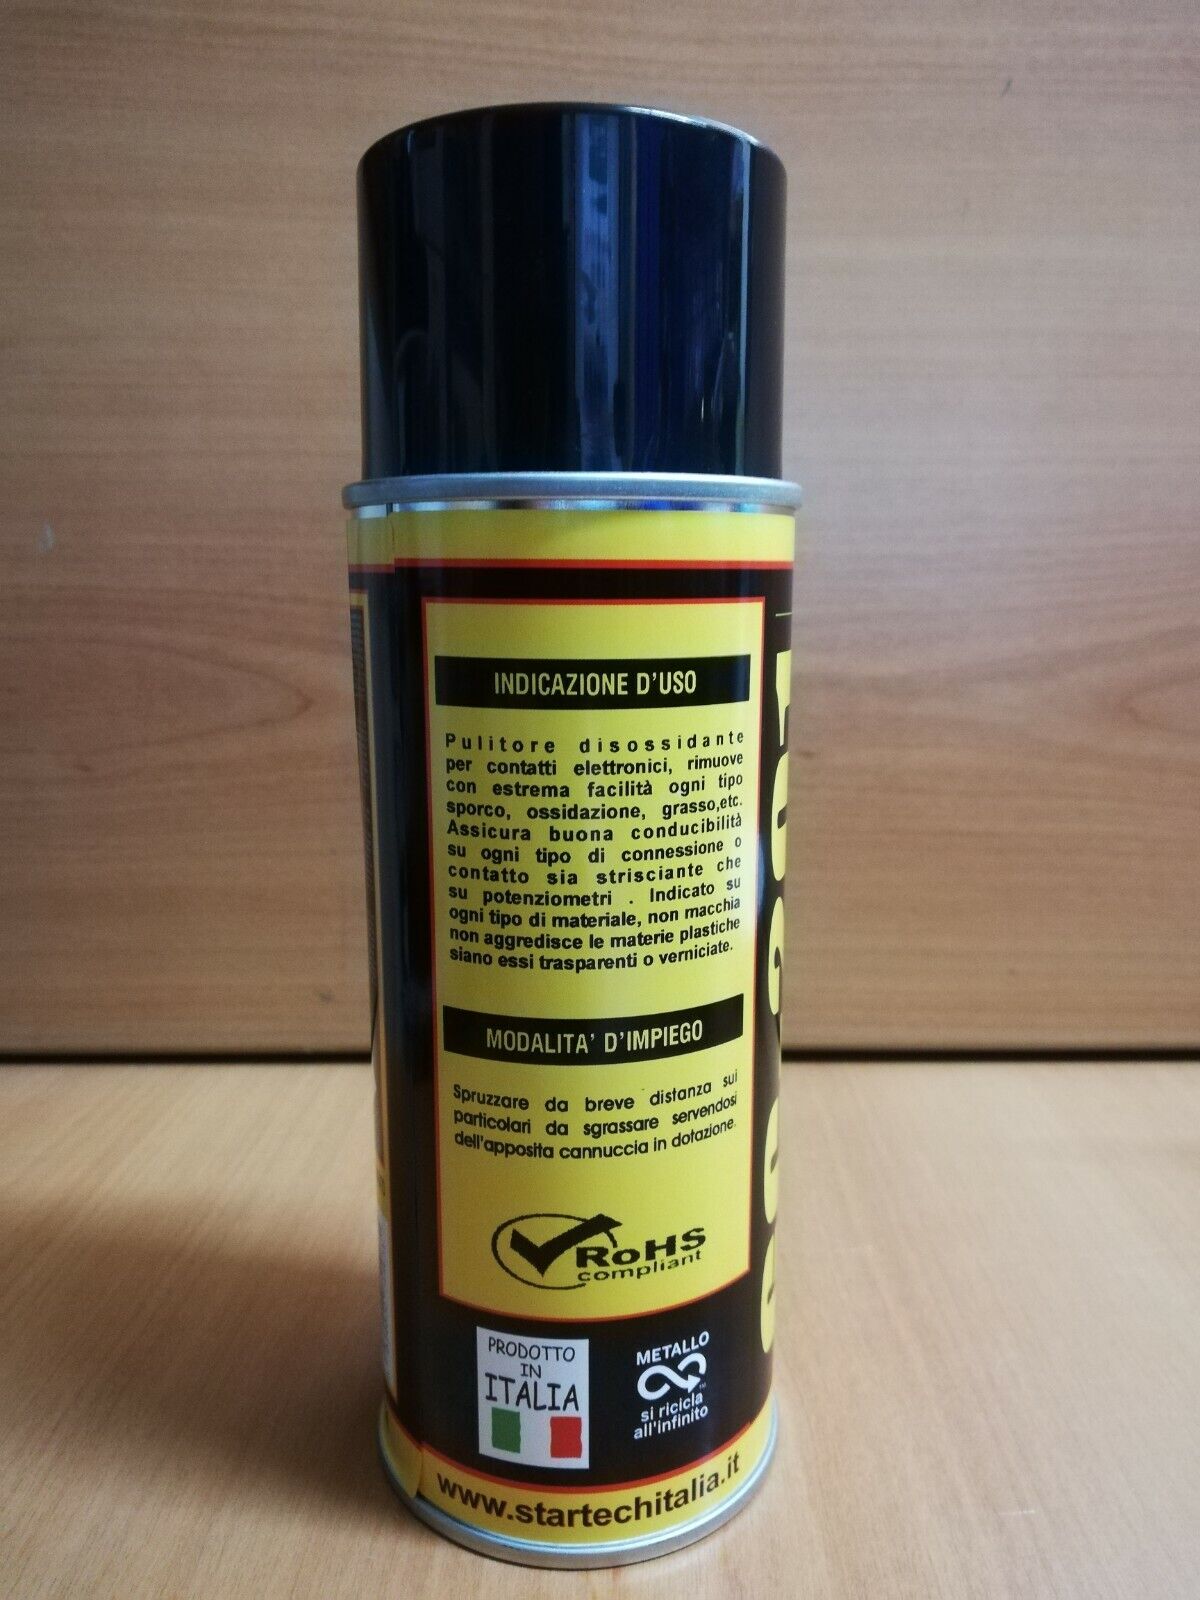 INDICAZIONE D'USO
Pulitore disossidante
per contatti elettronici, rimuove
con estrema facilità ogni tipo
sporco, ossidazione, grasso,etc.
Assicura buona conducibilità
su ogni tipo di connessione o
contatto sia strisciante che
su potenziometri . Indicato su
ogni tipo di materiale, non macchia
non aggredisce le materie plastiche
siano essi trasparenti o verniciate.
MODALITA' D'IMPIEGO
Spruzzare da breve distanza sui
particolari da sgrassare servendosi
dell'apposita cannuccia in dotazione.
RoHS
compliant
PRODOTTO
IN
ITALIA
METALLO
TM
si ricicla
all'infinito
www.startechitalia.it